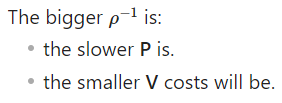 The bigger ρ⁻¹ is:
• the slower P is.
• the smaller V costs will be.